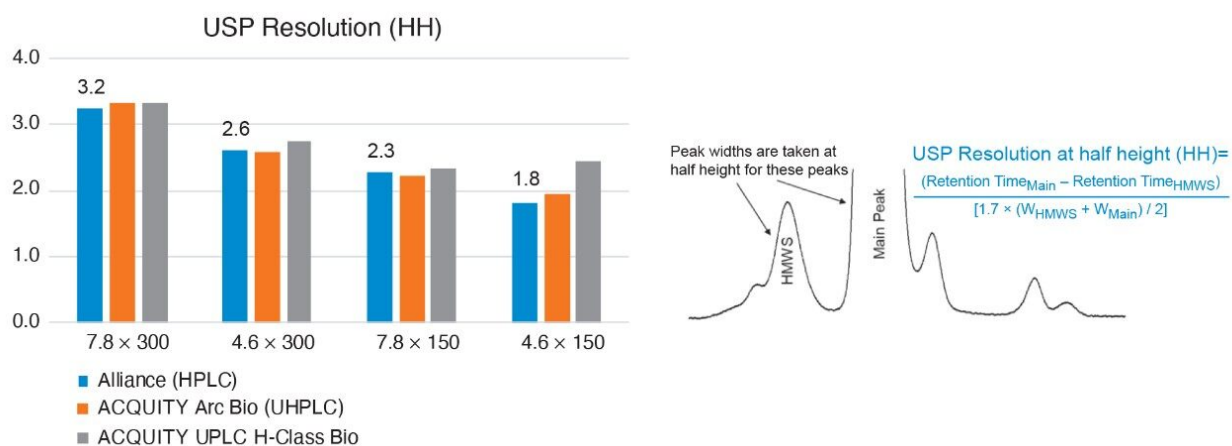 USP Resolution (HH)
4.0
3.0
2.0
1.0
0.0
3.2
2.6
2.3
1.8
7.8 × 300
4.6 × 300
7.8 × 150
4.6 × 150
Alliance (HPLC)
ACQUITY Arc Bio (UHPLC)
ACQUITY UPLC H-Class Bio
Peak widths are taken at
half height for these peaks
HMWS
Main Peak
USP Resolution at half height (HH)=
(Retention TimeMain – Retention TimeHMWS)
[1.7 × (WHMWS + WMain) / 2]